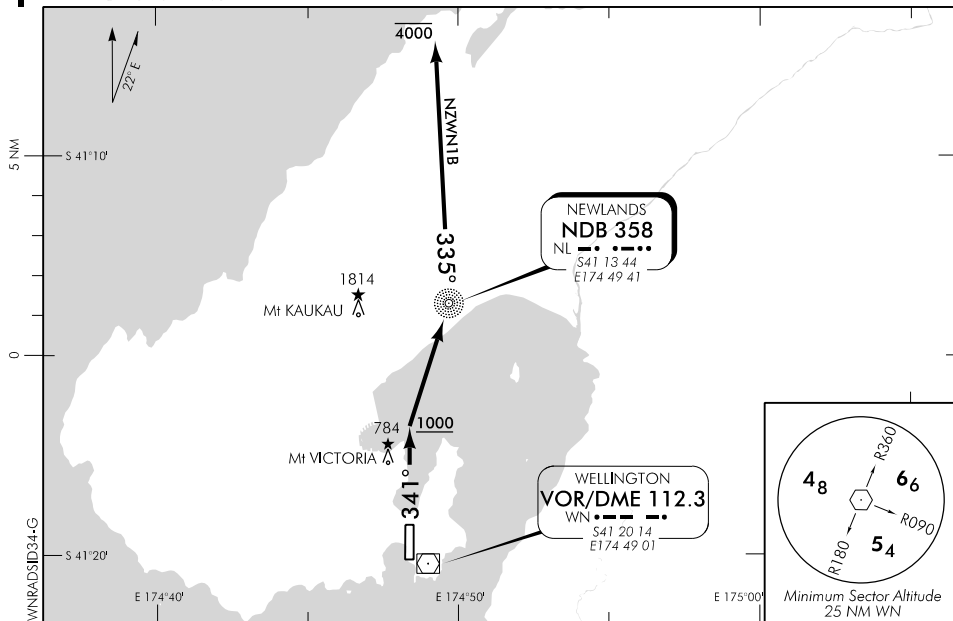 4000
22° E
NZWN1B
5 NM
S 41°10'
NEWLANDS
NDB 358
NL
S41 13 44
E174 49 41
335°
1814
Mt KAUKAU
0
784
1000
Mt VICTORIA
341°
WELLINGTON
VOR/DME 112.3
WN
S41 20 14
E174 49 01
WNRADSID34-G
S 41°20'
E 174°40'
E 174°50'
E 175°00'
R360
48
66
R090
R180
54
Minimum Sector Altitude
25 NM WN